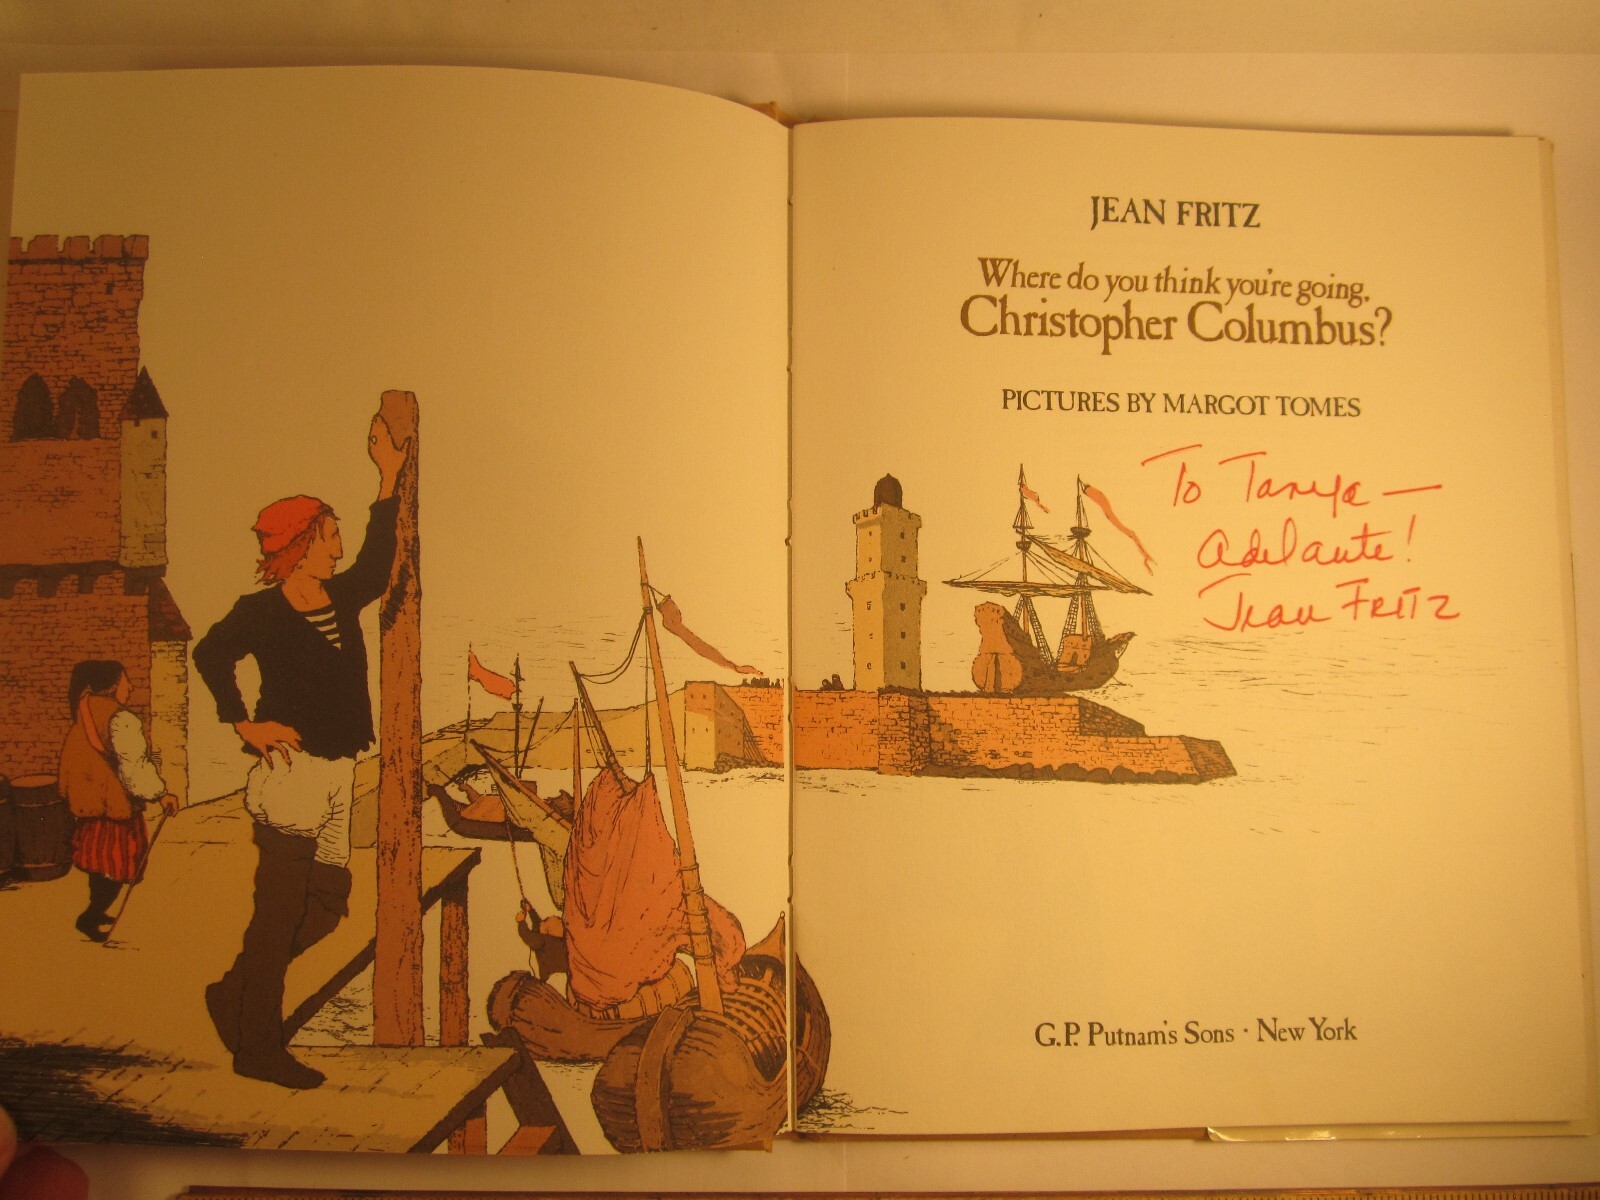 JEAN FRITZ
Where do you think you're going,
Christopher Columbus?
PICTURES BY MARGOT TOMES
To Tanya —
Adelante!
Jean Fritz
G.P. Putnam's Sons · New York